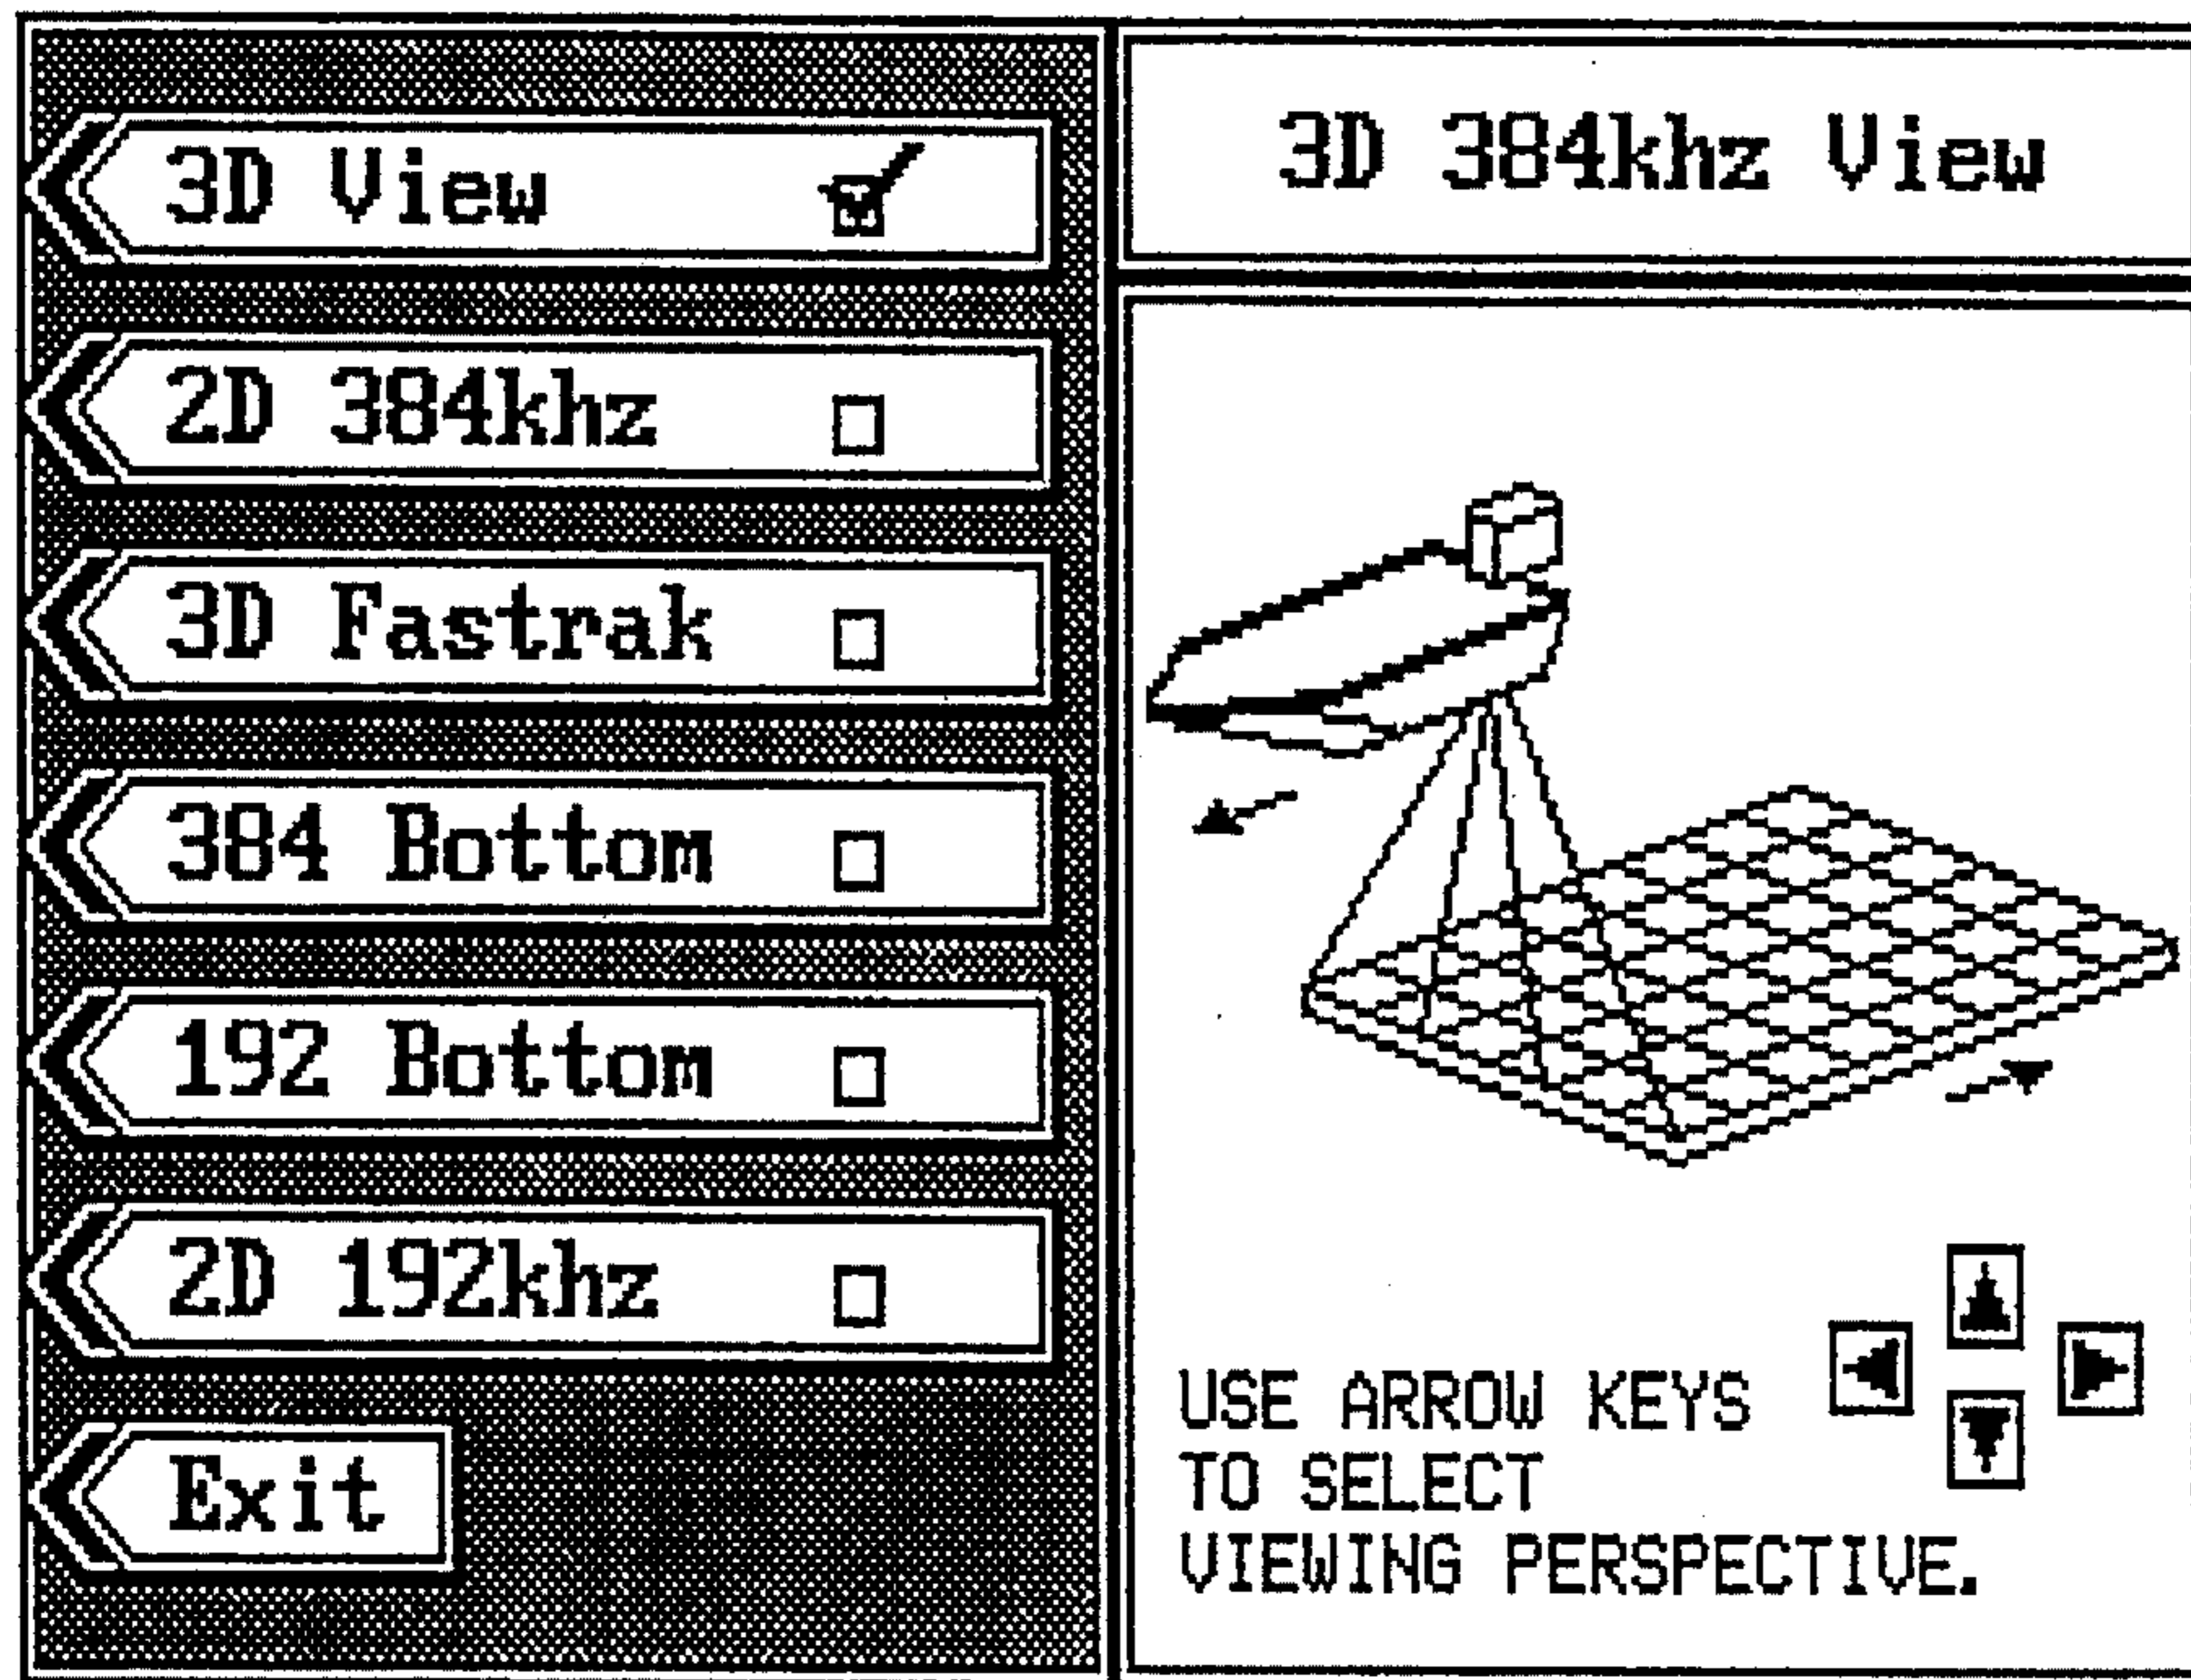 3D View
2D 384khz
3D Fastrak
384 Bottom
192 Bottom
2D 192khz
Exit
3D 384khz View
USE ARROW KEYS
TO SELECT
VIEWING PERSPECTIVE.